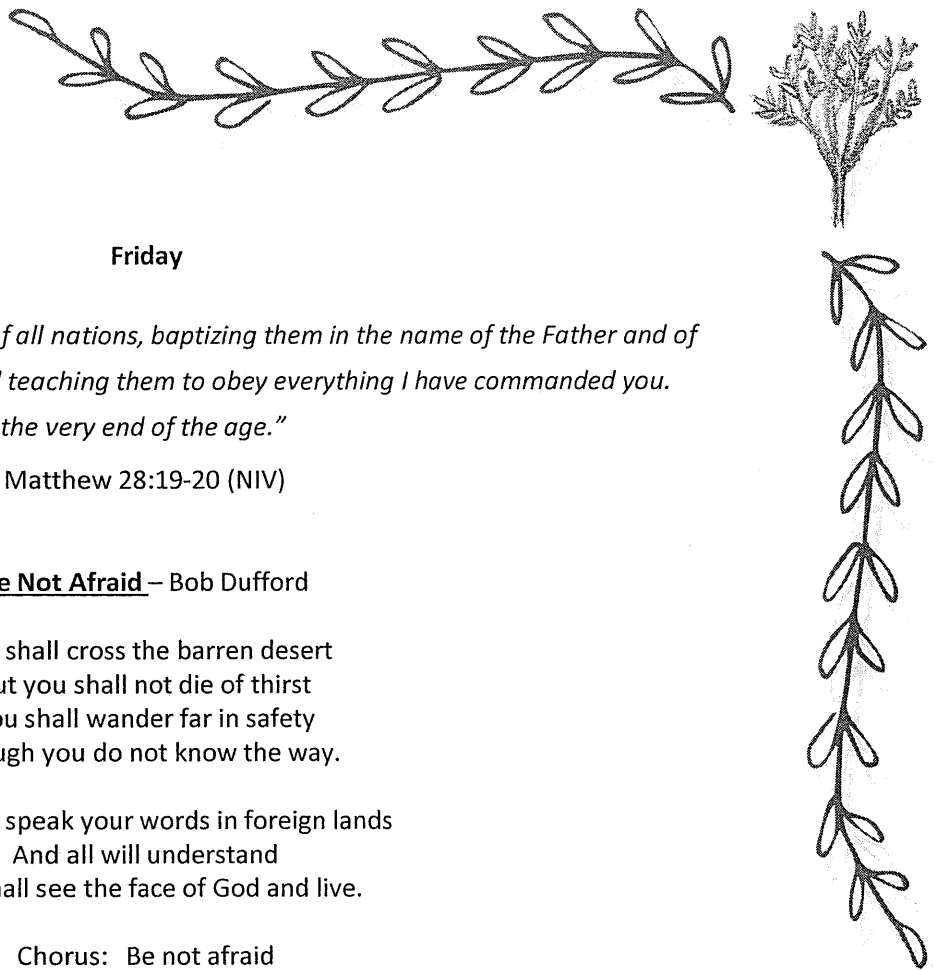 Friday
f all nations, baptizing them in the name of the Father and of
teaching them to obey everything I have commanded you.
the very end of the age.”
Matthew 28:19-20 (NIV)
e Not Afraid – Bob Dufford
shall cross the barren desert
ut you shall not die of thirst
ou shall wander far in safety
ugh you do not know the way.
speak your words in foreign lands
And all will understand
all see the face of God and live.
Chorus: Be not afraid